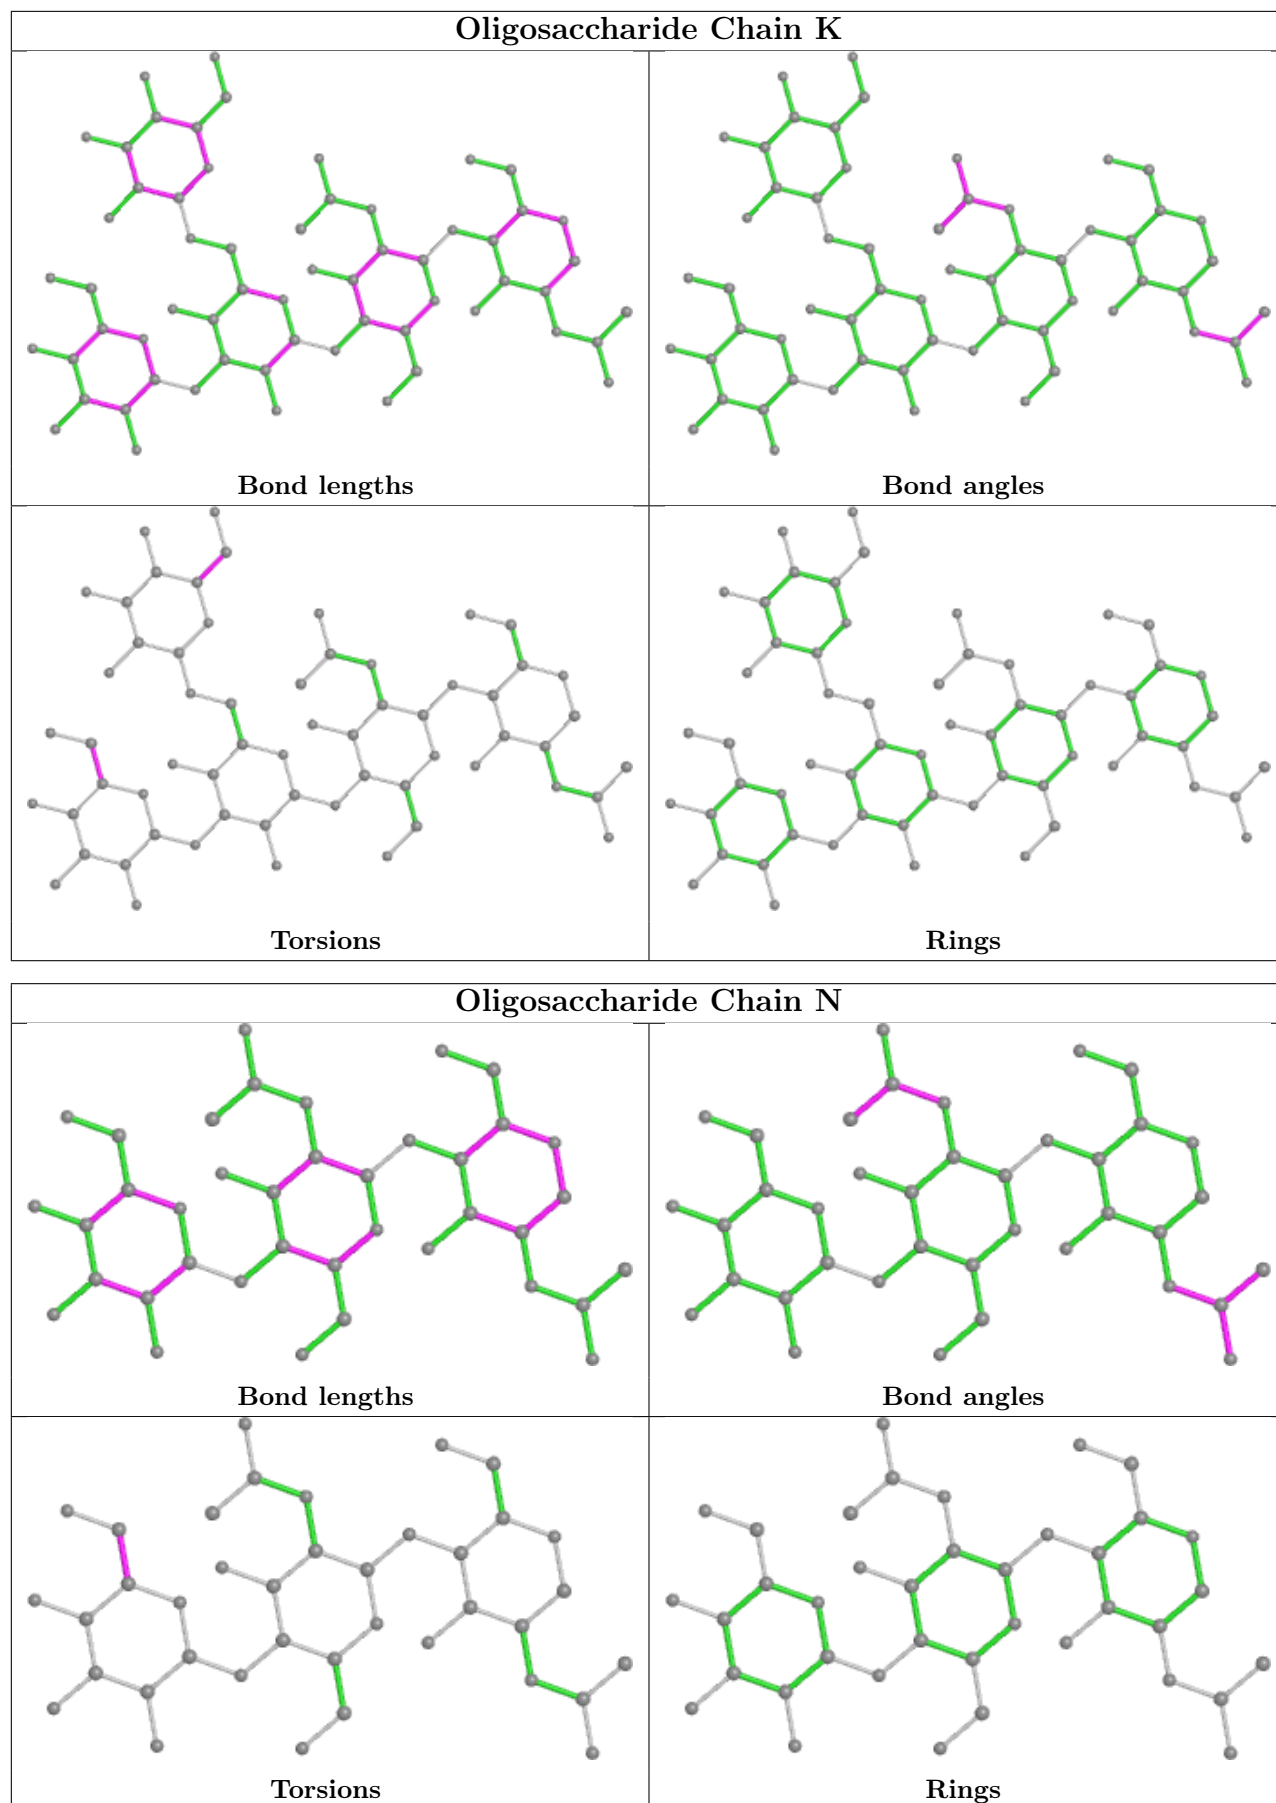 Oligosaccharide Chain K
Bond lengths
Bond angles
Torsions
Rings
Oligosaccharide Chain N
Bond lengths
Bond angles
Torsions
Rings